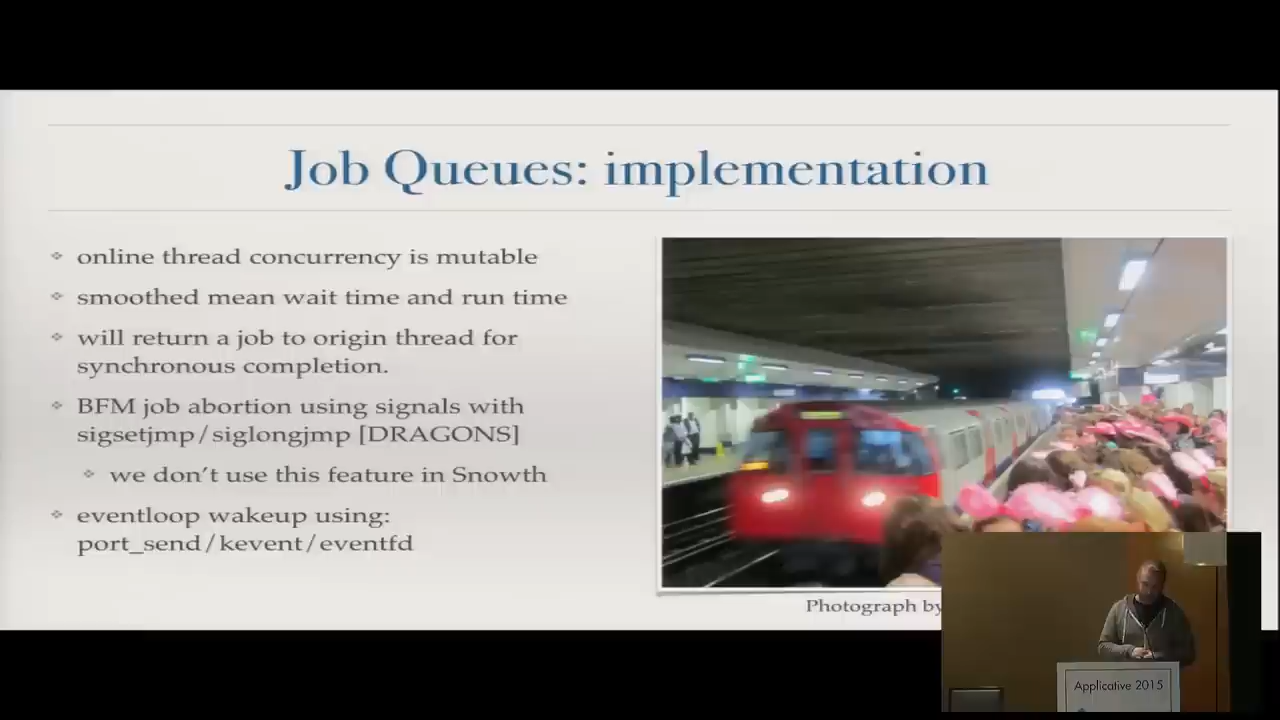 Job Queues: implementation
online thread concurrency is mutable
smoothed mean wait time and run time
will return a job to origin thread for
synchronous completion.
BFM job abortion using signals with
sigsetjmp/siglongjmp [DRAGONS]
we don't use this feature in Snowth
eventloop wakeup using:
port_send/kevent/eventfd
Photograph by
Applicative 2015